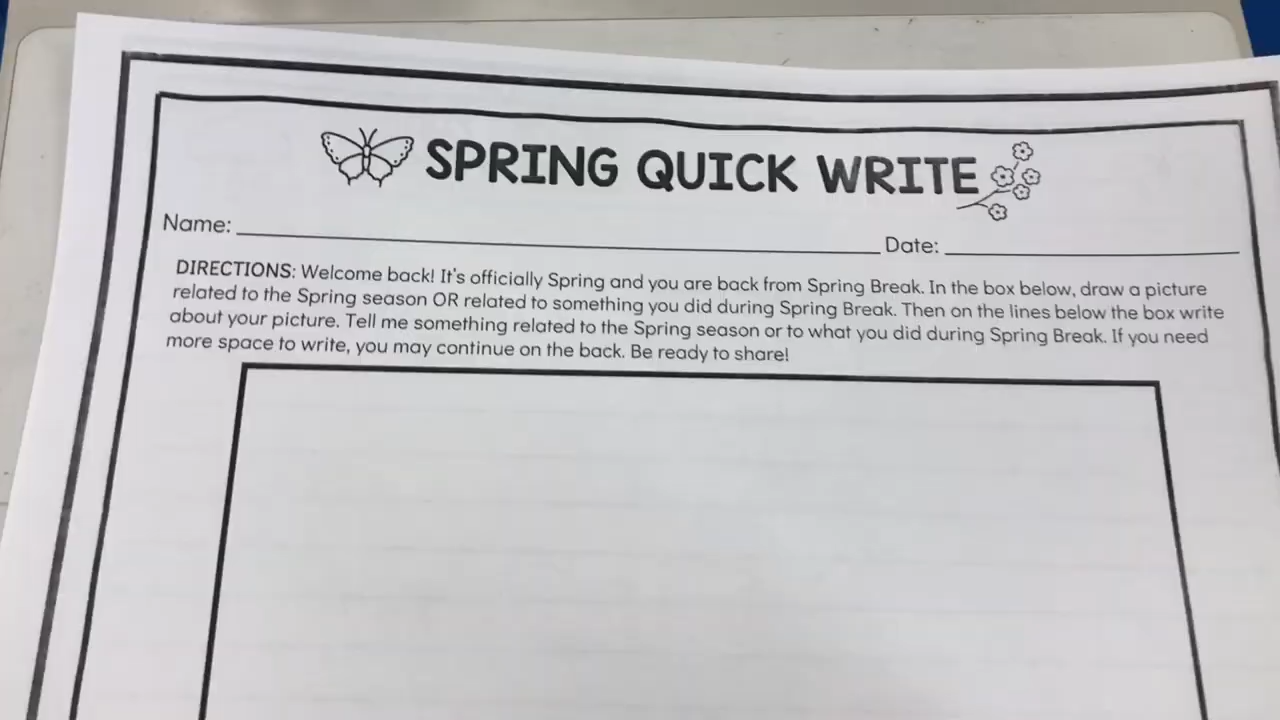 SPRING QUICK WRITE
Name: Date:
DIRECTIONS: Welcome back! It's officially Spring and you are back from Spring Break. In the box below, draw a picture
related to the Spring season OR related to something you did during Spring Break. Then on the lines below the box write
about your picture. Tell me something related to the Spring season or to what you did during Spring Break. If you need
more space to write, you may continue on the back. Be ready to share!